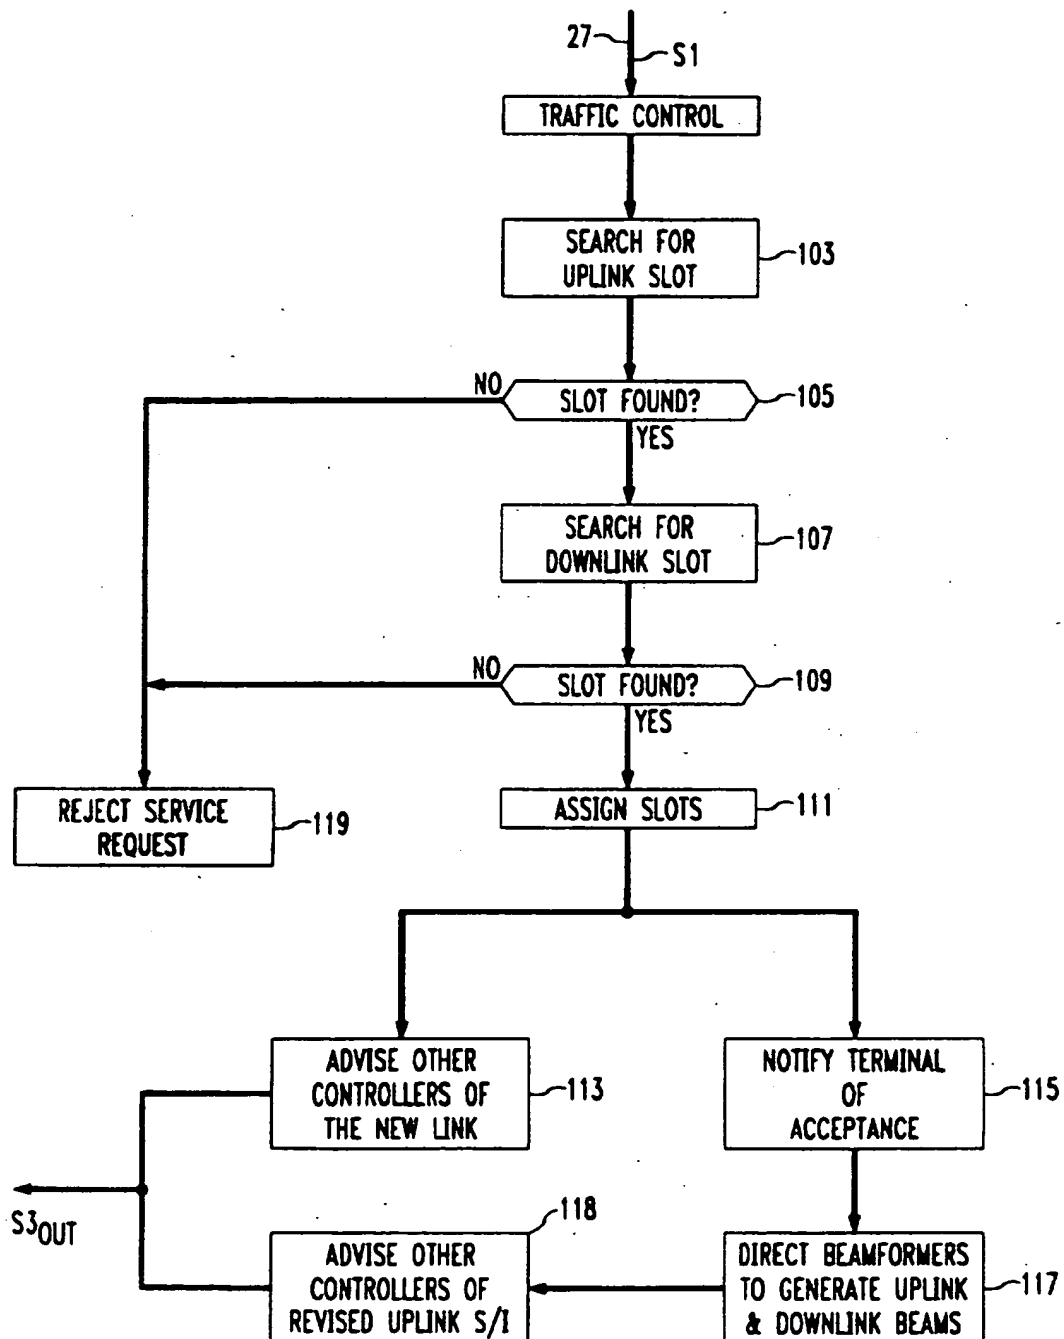 27
S1
TRAFFIC CONTROL
SEARCH FOR
UPLINK SLOT
103
NO
SLOT FOUND?
105
YES
SEARCH FOR
DOWNLINK SLOT
107
NO
SLOT FOUND?
109
YES
REJECT SERVICE
REQUEST
119
ASSIGN SLOTS
111
ADVISE OTHER
CONTROLLERS OF
THE NEW LINK
113
NOTIFY TERMINAL
OF
ACCEPTANCE
115
S3OUT
118
ADVISE OTHER
CONTROLLERS OF
REVISED UPLINK S/I
DIRECT BEAMFORMERS
TO GENERATE UPLINK
& DOWNLINK BEAMS
117